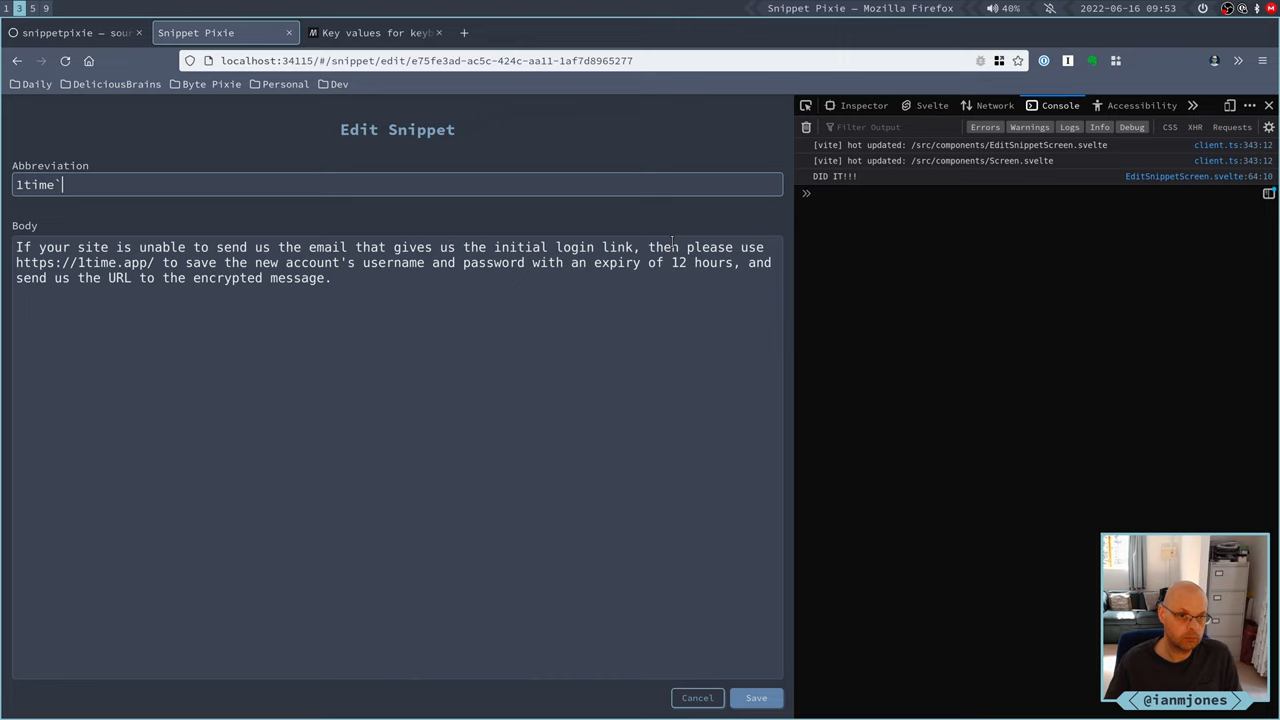 1 3 5 9
Snippet Pixie — Mozilla Firefox
40%
2022-06-16 09:53
snippetpixie — sour
Snippet Pixie
Key values for keyb
localhost:34115/#/snippet/edit/e75fe3ad-ac5c-424c-aa11-1af7d8965277
Daily DeliciousBrains Byte Pixie Personal Dev
Edit Snippet
Abbreviation
1time`
Body
If your site is unable to send us the email that gives us the initial login link, then please use
https://1time.app/ to save the new account's username and password with an expiry of 12 hours, and
send us the URL to the encrypted message.
Cancel Save
Inspector Svelte Network Console Accessibility
Filter Output Errors Warnings Logs Info Debug CSS XHR Requests
[vite] hot updated: /src/components/EditSnippetScreen.svelte client.ts:343:12
[vite] hot updated: /src/components/Screen.svelte client.ts:343:12
DID IT!!! EditSnippetScreen.svelte:64:10
@ianmjones